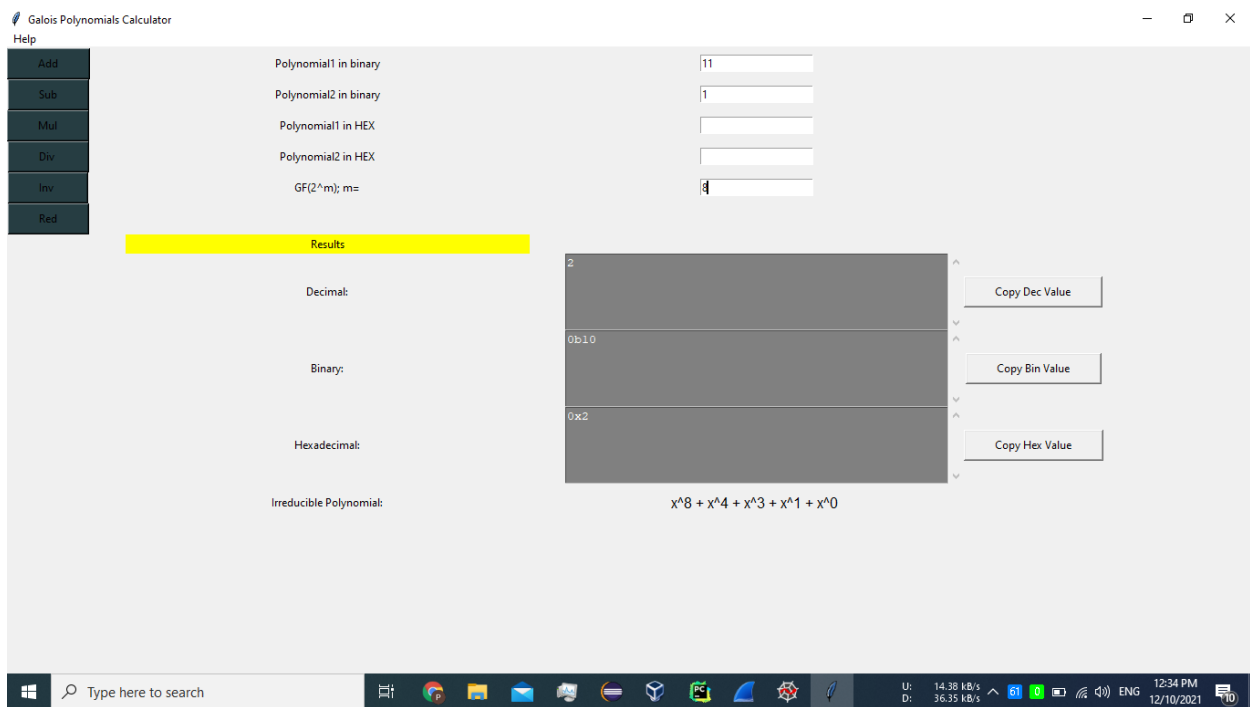 Galois Polynomials Calculator
Help
Add
Polynomial1 in binary
11
Sub
Polynomial2 in binary
1
Mul
Polynomial1 in HEX
Div
Polynomial2 in HEX
Inv
GF(2^m); m=
8
Red
Results
Decimal:
2
Copy Dec Value
Binary:
0b10
Copy Bin Value
Hexadecimal:
0x2
Copy Hex Value
Irreducible Polynomial:
x^8 + x^4 + x^3 + x^1 + x^0
Type here to search
U: 14.38 kB/s
D: 36.35 kB/s
61
0
ENG
12:34 PM
12/10/2021
10